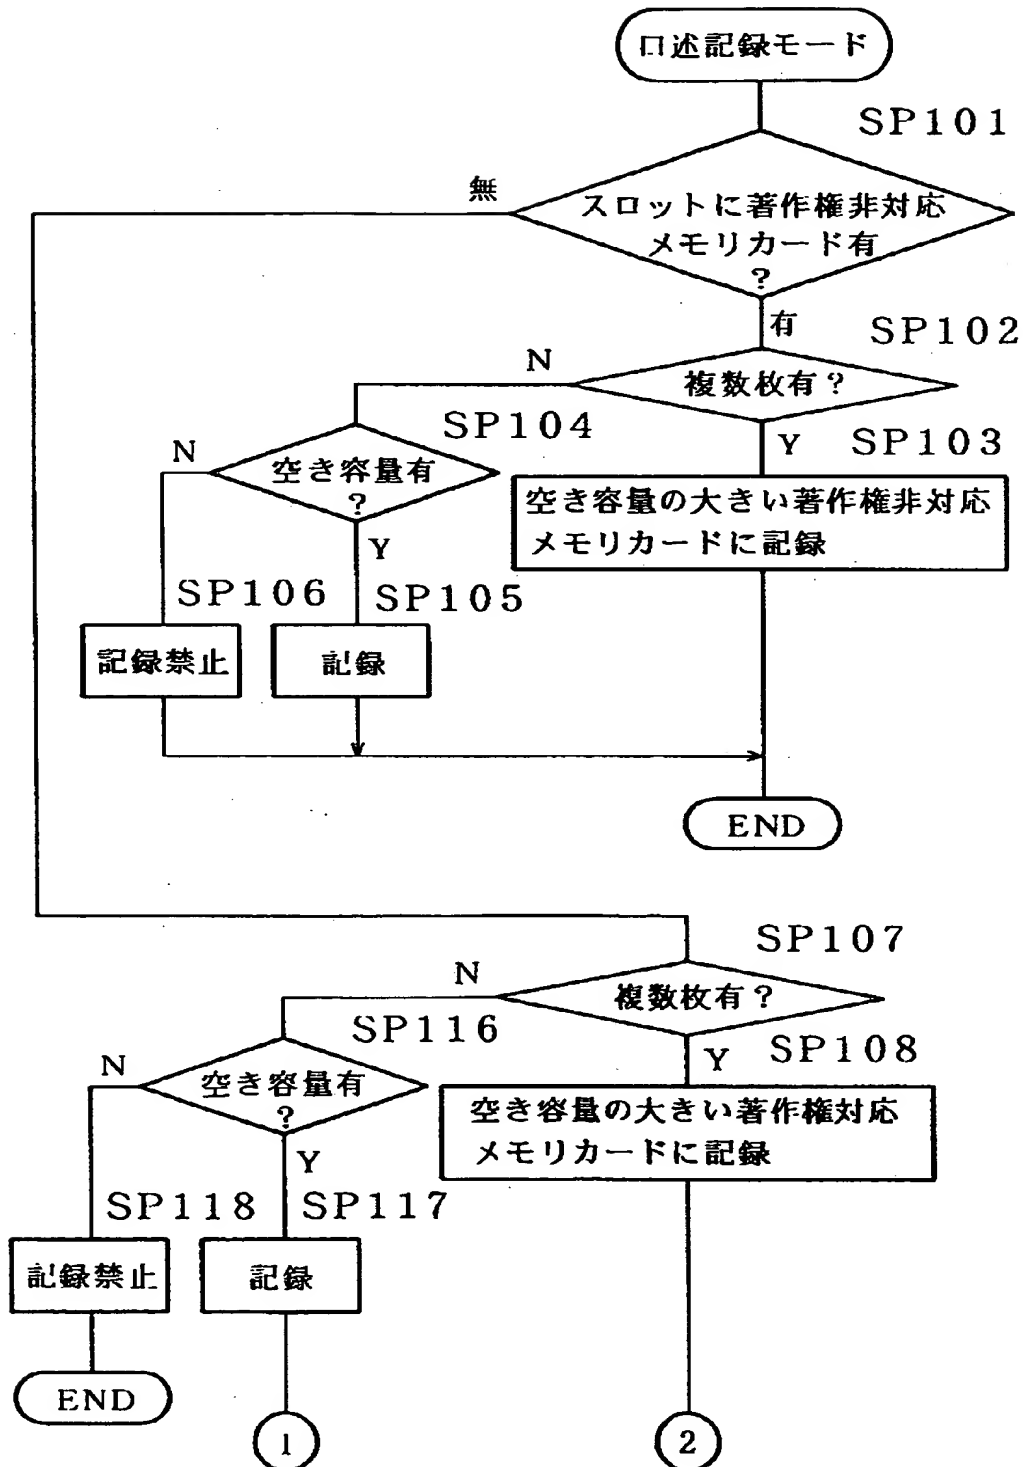 口述記録モード
SP101
無
スロットに著作権非対応
メモリカード有
?
有
SP102
N
複数枚有?
SP104
Y
SP103
N
空き容量有
?
空き容量の大きい著作権非対応
メモリカードに記録
Y
SP106
SP105
記録禁止
記録
END
SP107
N
複数枚有?
SP116
Y
SP108
N
空き容量有
?
空き容量の大きい著作権対応
メモリカードに記録
Y
SP118
SP117
記録禁止
記録
END
1
2